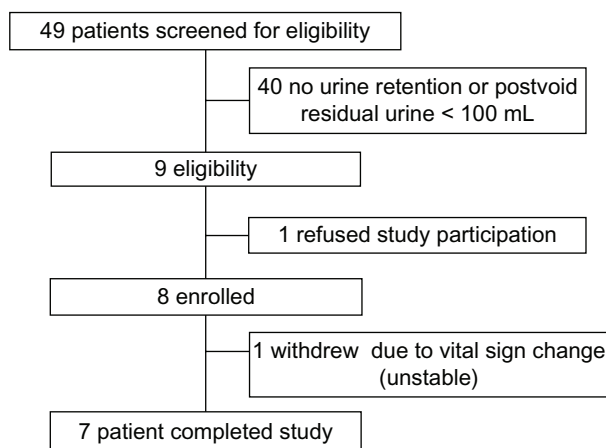 49 patients screened for eligibility
40 no urine retention or postvoid
residual urine < 100 mL
9 eligibility
1 refused study participation
8 enrolled
1 withdrew due to vital sign change
(unstable)
7 patient completed study